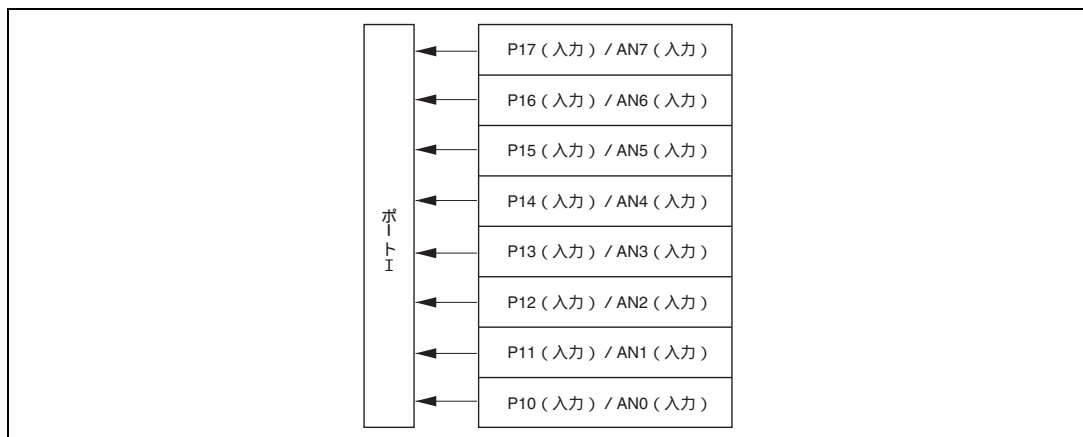 ポートI
P17（入力）/ AN7（入力）
P16（入力）/ AN6（入力）
P15（入力）/ AN5（入力）
P14（入力）/ AN4（入力）
P13（入力）/ AN3（入力）
P12（入力）/ AN2（入力）
P11（入力）/ AN1（入力）
P10（入力）/ AN0（入力）